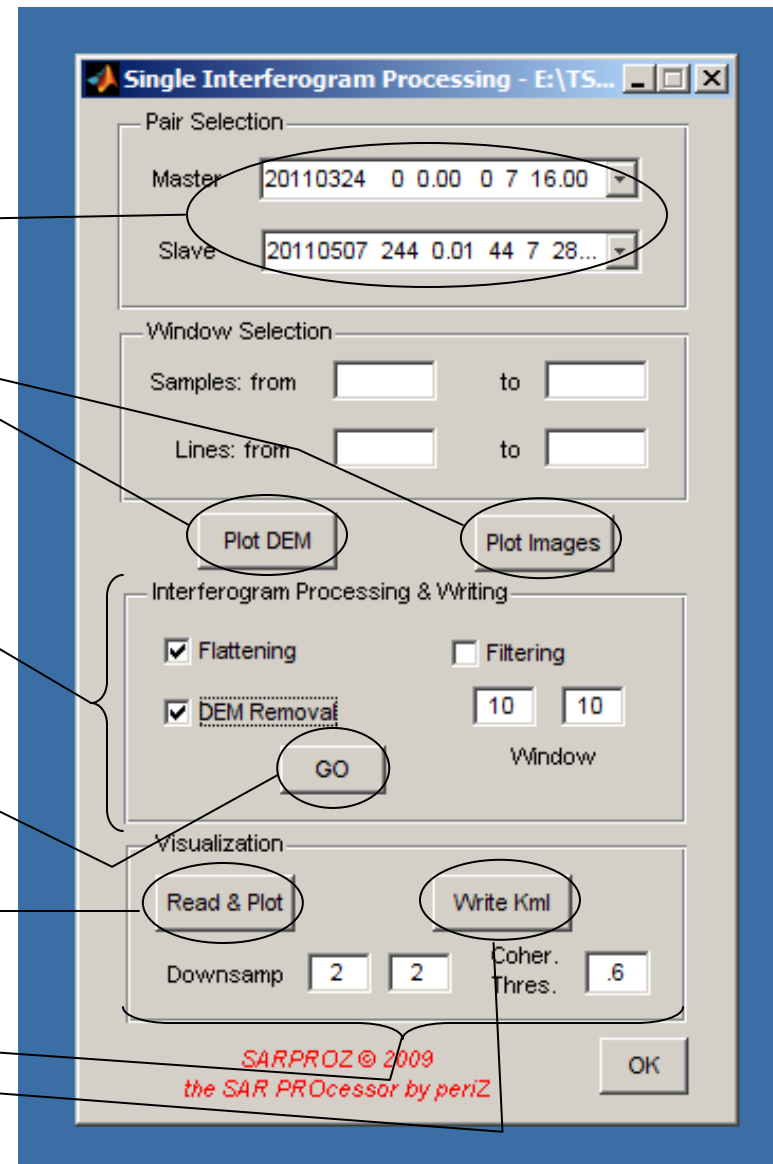 Single Interferogram Processing - E:\TS...
Pair Selection
Master 20110324 0 0.00 0 7 16.00
Slave 20110507 244 0.01 44 7 28...
Window Selection
Samples: from to
Lines: from to
Plot DEM Plot Images
Interferogram Processing & Writing
Flattening Filtering
DEM Removal 10 10
GO Window
Visualization
Read & Plot Write Kml
Downsamp 2 2 Coher. Thres. .6
SARPROZ © 2009
the SAR PROcessor by periZ
OK